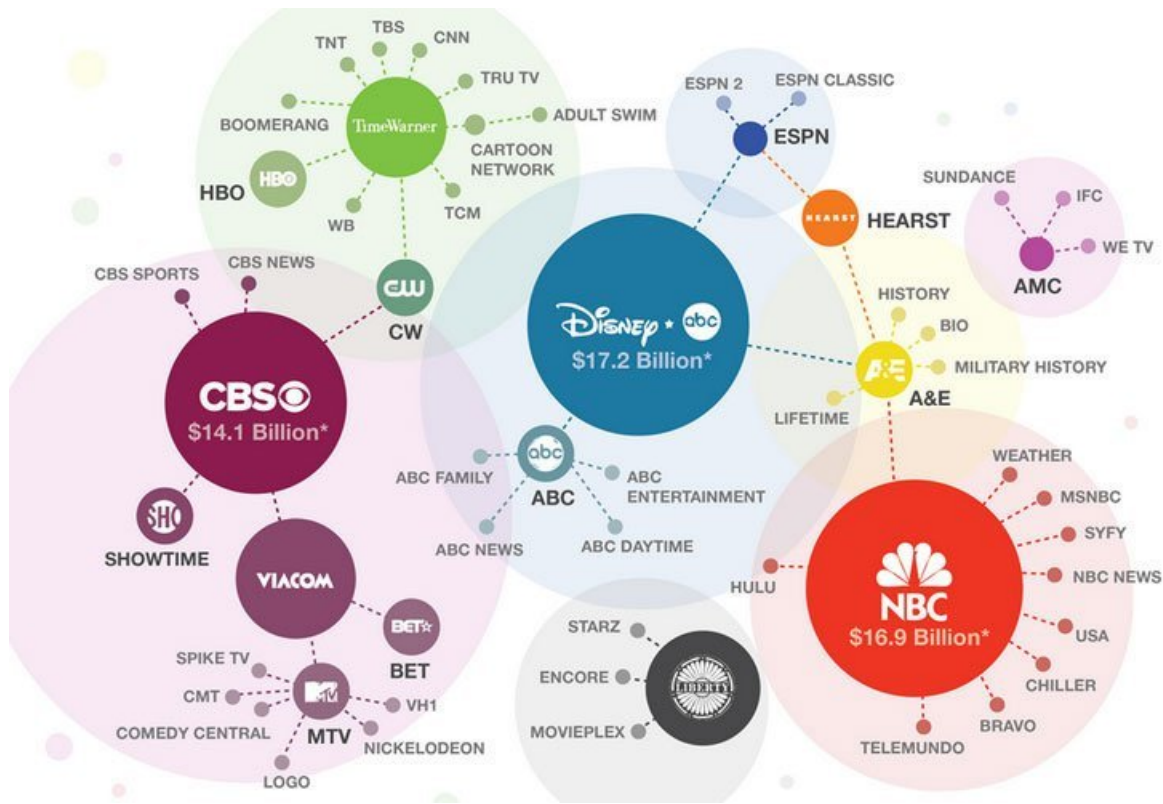 TBS
TNT
CNN
TRU TV
TimeWarner
BOOMERANG
ADULT SWIM
CARTOON
NETWORK
HBO
HBO
WB
TCM
CW
CW
ESPN 2
ESPN CLASSIC
ESPN
HEARST
HEARST
SUNDANCE
IFC
WE TV
AMC
CBS SPORTS
CBS NEWS
CBS
$14.1 Billion*
SHO
SHOWTIME
VIACOM
BET
BET
SPIKE TV
CMT
COMEDY CENTRAL
MTV
MTV
VH1
NICKELODEON
LOGO
DISNEY abc
$17.2 Billion*
abc
ABC
ABC FAMILY
ABC NEWS
ABC
ENTERTAINMENT
ABC DAYTIME
HISTORY
BIO
MILITARY HISTORY
A&E
A&E
LIFETIME
STARZ
ENCORE
MOVIEPLEX
LIBERTY
WEATHER
MSNBC
SYFY
HULU
NBC NEWS
NBC
$16.9 Billion*
USA
CHILLER
BRAVO
TELEMUNDO